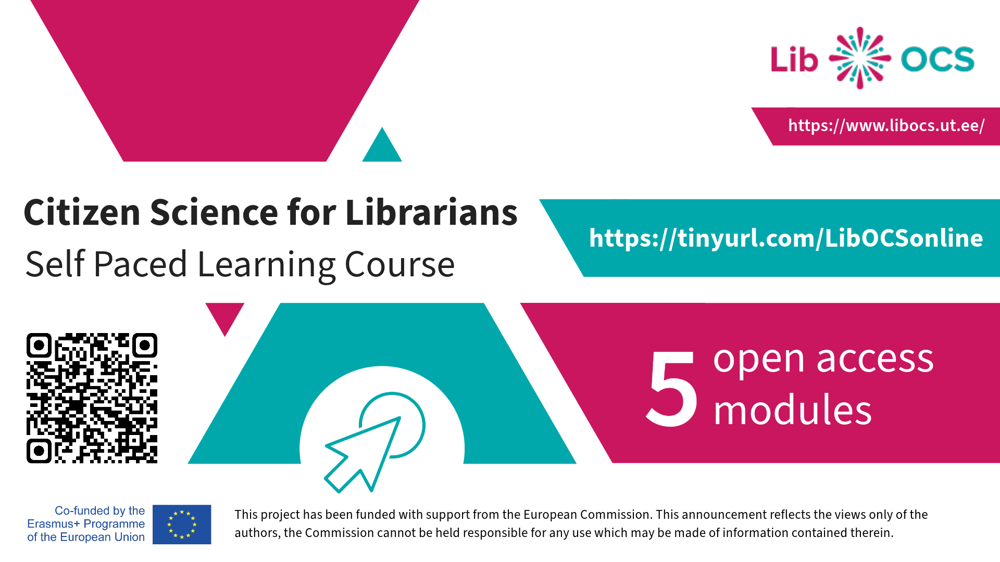 Lib OCS
https://www.libocs.ut.ee/
Citizen Science for Librarians
Self Paced Learning Course
https://tinyurl.com/LibOCSonline
5 open access
modules
Co-funded by the
Erasmus+ Programme
of the European Union
This project has been funded with support from the European Commission. This announcement reflects the views only of the
authors, the Commission cannot be held responsible for any use which may be made of information contained therein.